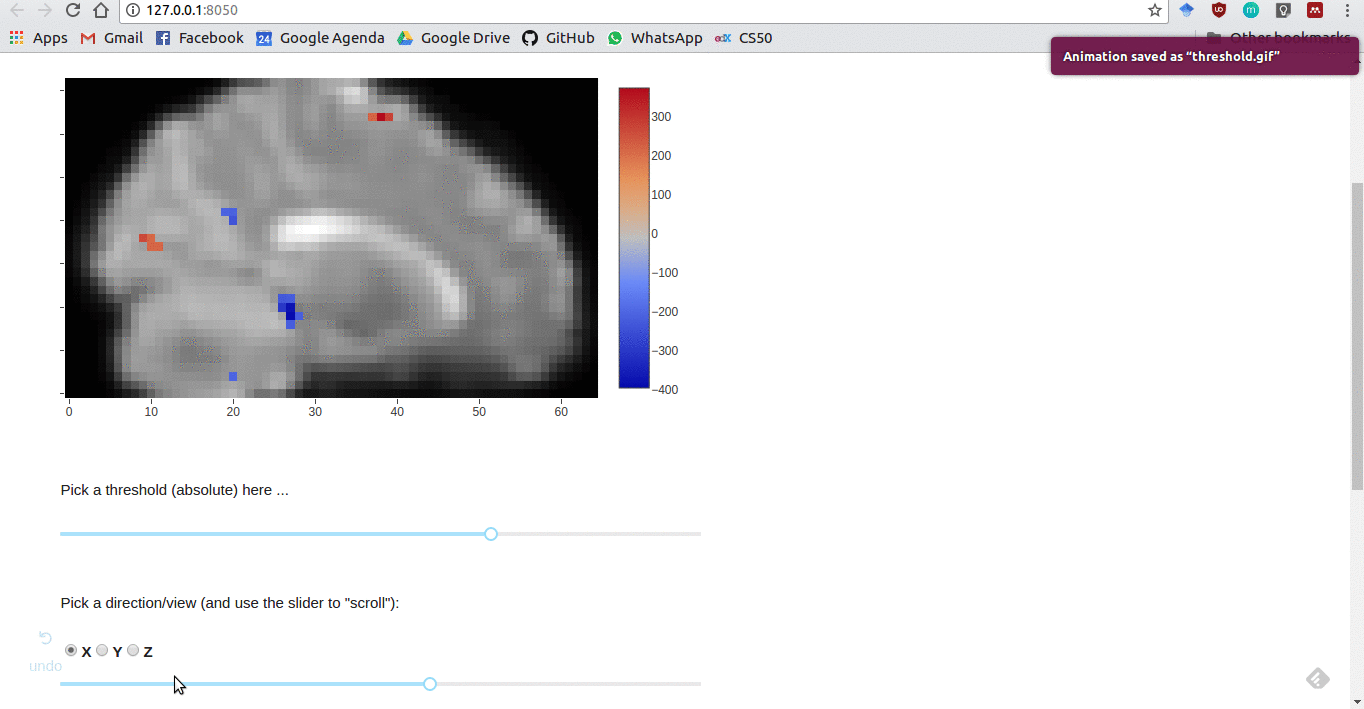 127.0.0.1:8050
Apps Gmail Facebook 24 Google Agenda Google Drive GitHub WhatsApp edX CS50 Other bookmarks
Animation saved as “threshold.gif”
300
200
100
0
−100
−200
−300
−400
0 10 20 30 40 50 60
Pick a threshold (absolute) here ...
Pick a direction/view (and use the slider to "scroll"):
X Y Z
undo